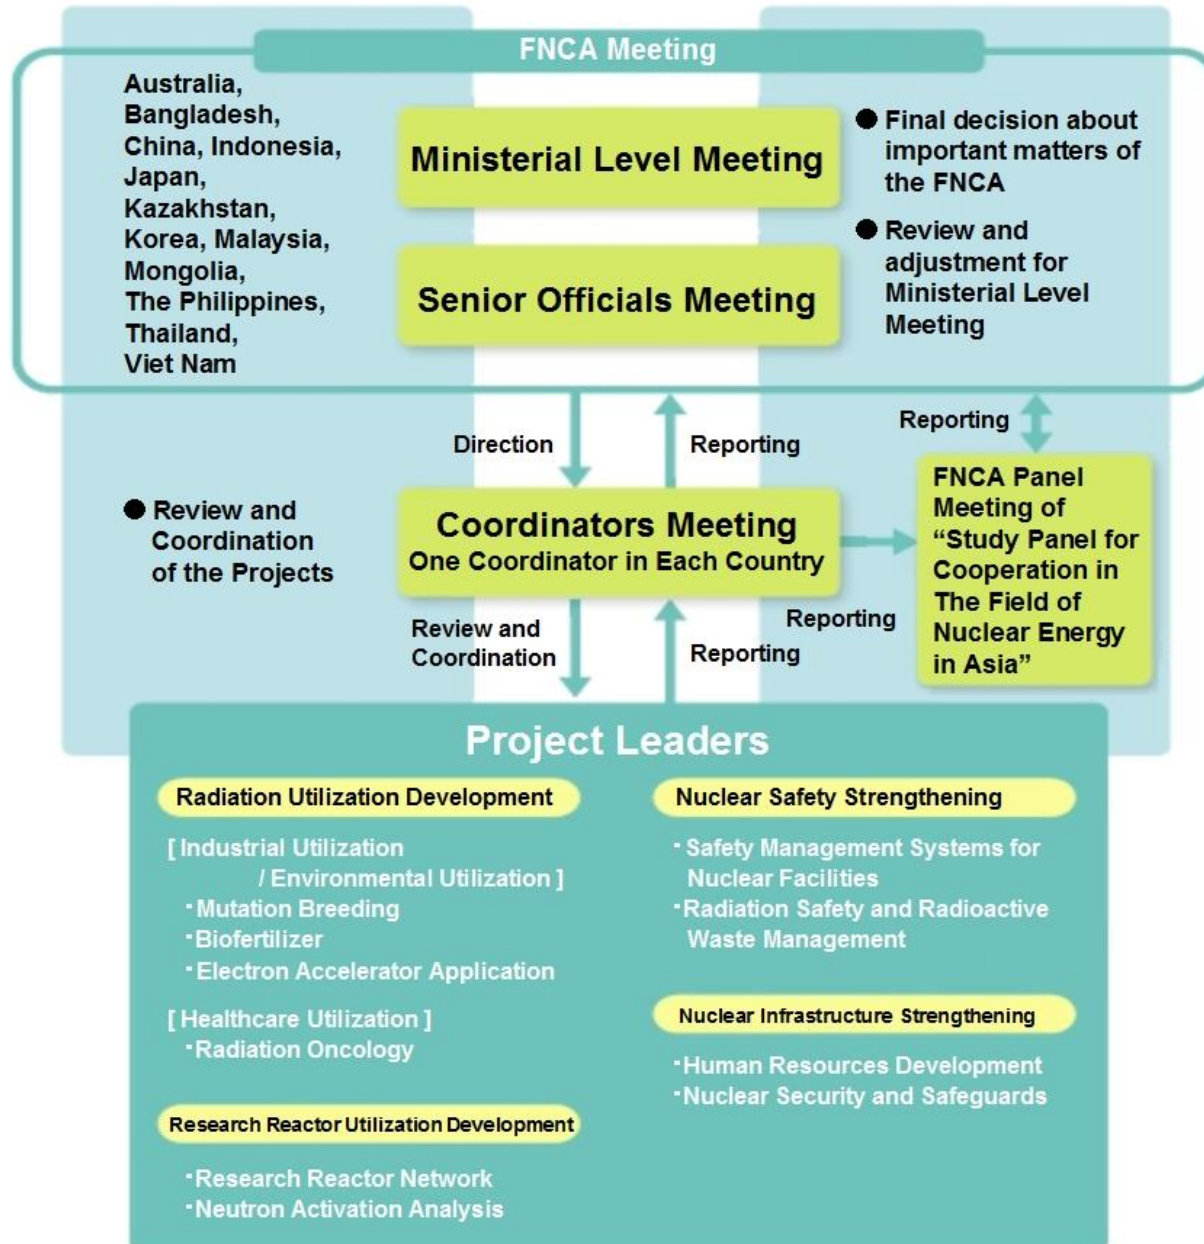 FNCA Meeting
Australia,
Bangladesh,
China, Indonesia,
Japan,
Kazakhstan,
Korea, Malaysia,
Mongolia,
The Philippines,
Thailand,
Viet Nam
Ministerial Level Meeting
● Final decision about
important matters of
the FNCA
Senior Officials Meeting
● Review and
adjustment for
Ministerial Level
Meeting
Direction
Reporting
Reporting
● Review and
Coordination
of the Projects
Coordinators Meeting
One Coordinator in Each Country
FNCA Panel
Meeting of
“Study Panel for
Cooperation in
The Field of
Nuclear Energy
in Asia”
Reporting
Review and
Coordination
Reporting
Project Leaders
Radiation Utilization Development
[ Industrial Utilization
/ Environmental Utilization ]
・Mutation Breeding
・Biofertilizer
・Electron Accelerator Application
[ Healthcare Utilization ]
・Radiation Oncology
Research Reactor Utilization Development
・Research Reactor Network
・Neutron Activation Analysis
Nuclear Safety Strengthening
・Safety Management Systems for
Nuclear Facilities
・Radiation Safety and Radioactive
Waste Management
Nuclear Infrastructure Strengthening
・Human Resources Development
・Nuclear Security and Safeguards